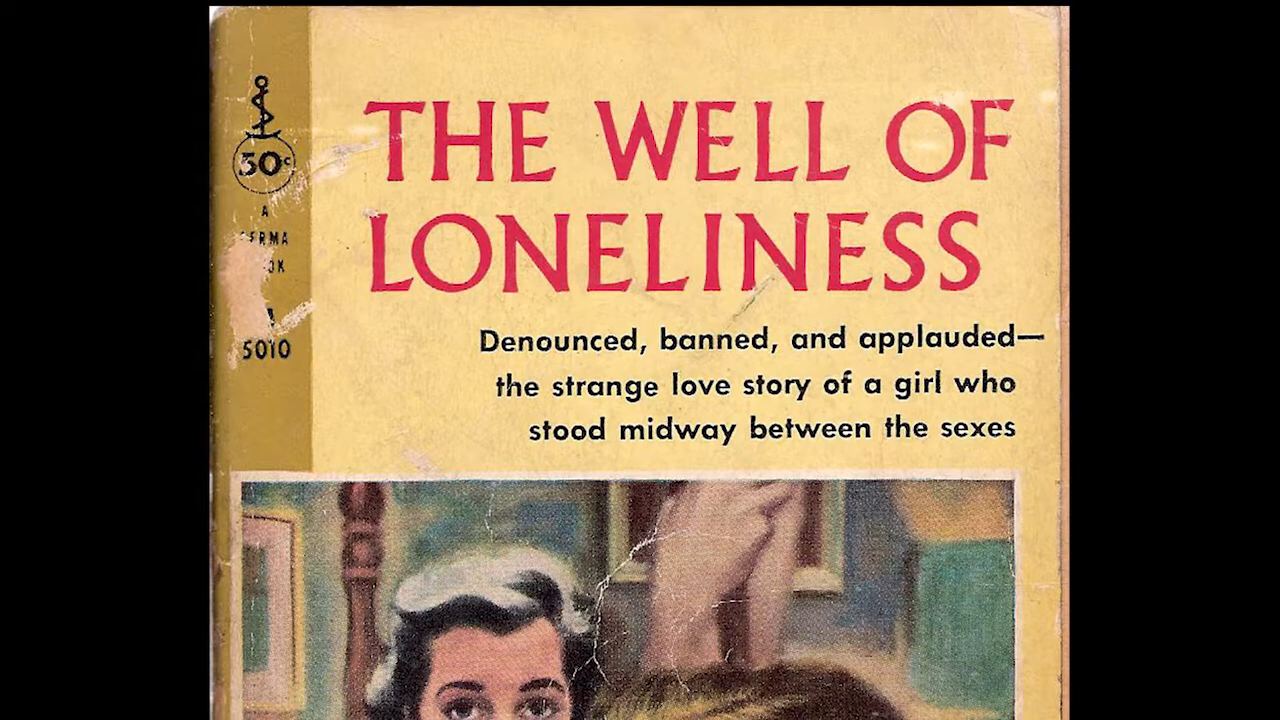 THE WELL OF
LONELINESS
Denounced, banned, and applauded—
the strange love story of a girl who
stood midway between the sexes
A
5010